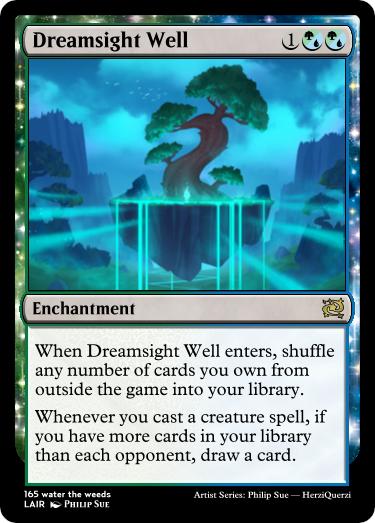 Dreamsight Well 1
Enchantment
When Dreamsight Well enters, shuffle
any number of cards you own from
outside the game into your library.
Whenever you cast a creature spell, if
you have more cards in your library
than each opponent, draw a card.
165 water the weeds
LAIR Philip Sue
Artist Series: Philip Sue — HerziQuerzi